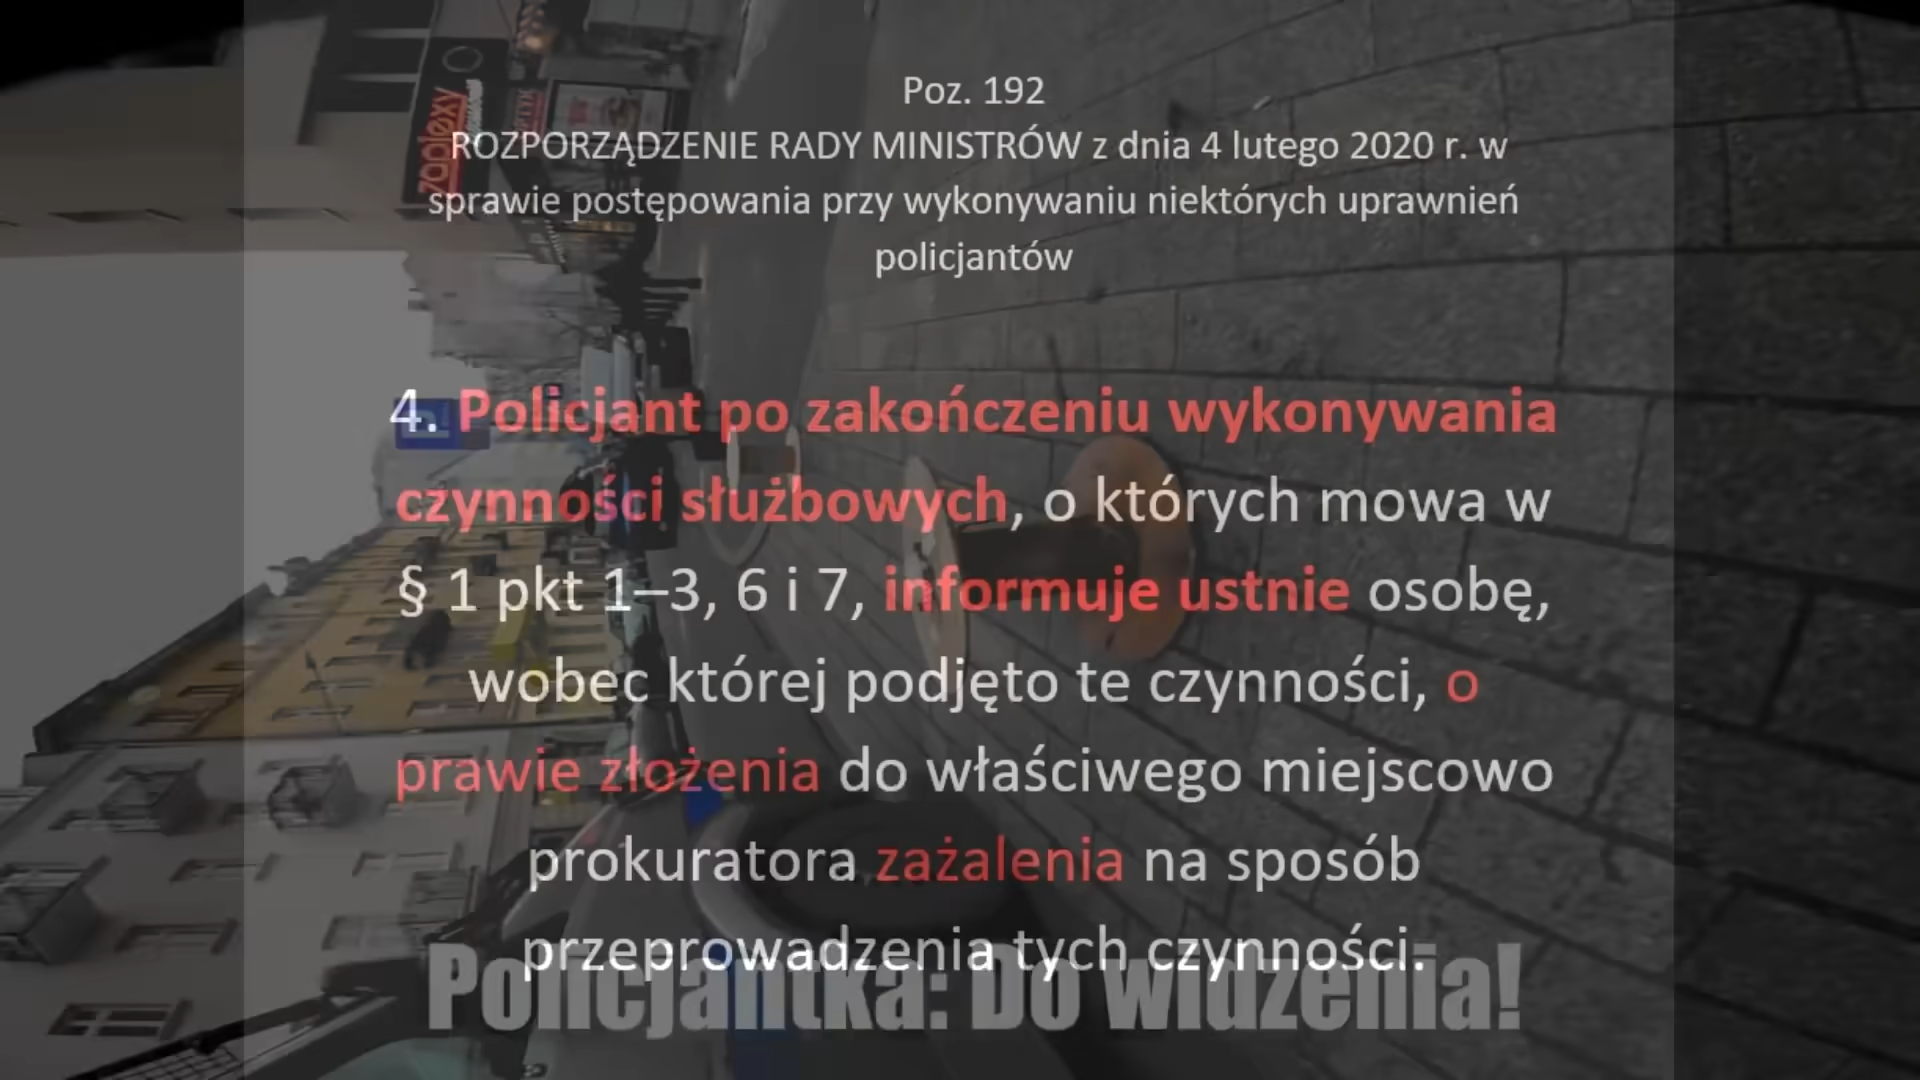 zoolexy
Poz. 192
ROZPORZĄDZENIE RADY MINISTRÓW z dnia 4 lutego 2020 r. w
sprawie postępowania przy wykonywaniu niektórych uprawnień
policjantów
4. Policjant po zakończeniu wykonywania
czynności służbowych, o których mowa w
§ 1 pkt 1–3, 6 i 7, informuje ustnie osobę,
wobec której podjęto te czynności, o
prawie złożenia do właściwego miejscowo
prokuratora zażalenia na sposób
przeprowadzenia tych czynności.
Policjantka: Do widzenia!